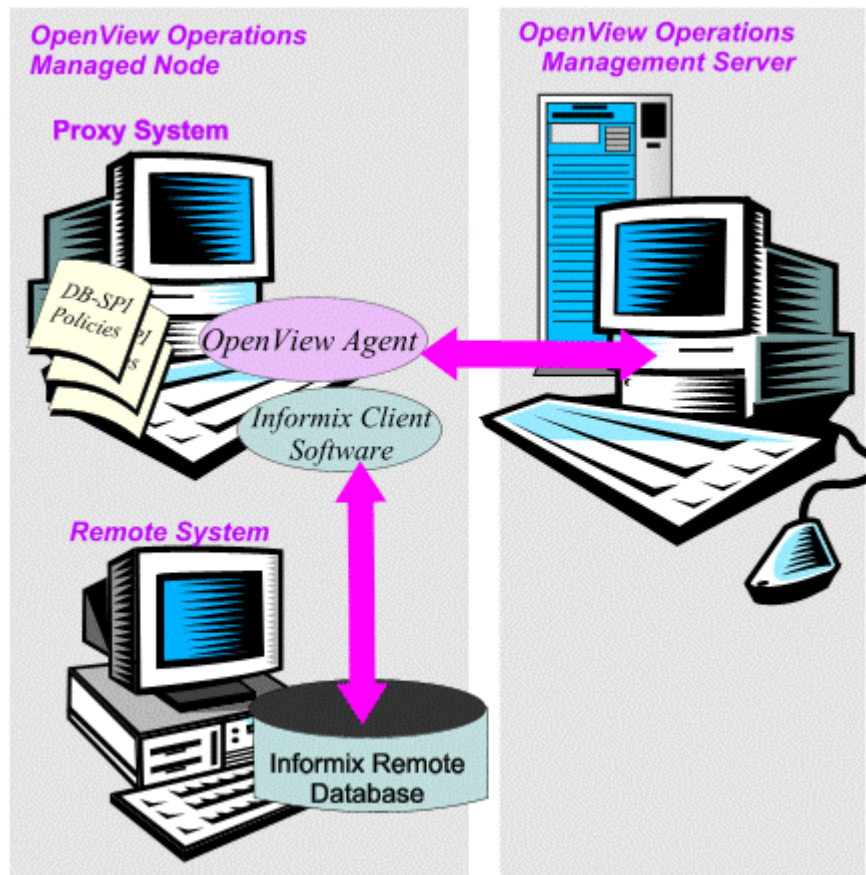 OpenView Operations
Managed Node
Proxy System
DB-SPI
Policies
OpenView Agent
Informix Client
Software
Remote System
Informix Remote
Database
OpenView Operations
Management Server